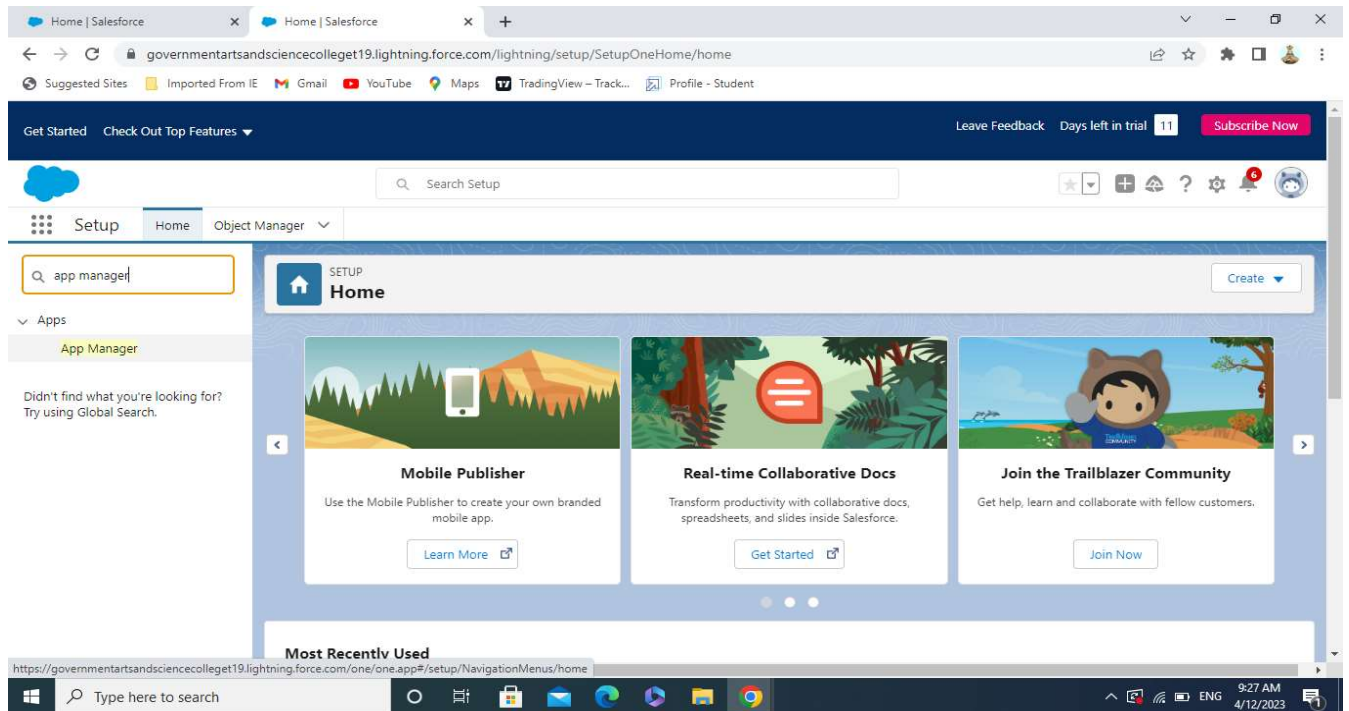 Home | Salesforce
Home | Salesforce
governmentartsandsciencecolleget19.lightning.force.com/lightning/setup/SetupOneHome/home
Suggested Sites Imported From IE Gmail YouTube Maps TradingView – Track... Profile - Student
Get Started Check Out Top Features Leave Feedback Days left in trial 11 Subscribe Now
Search Setup
6
Setup Home Object Manager
app manager
SETUP
Home
Create
Apps
App Manager
Didn't find what you're looking for?
Try using Global Search.
Mobile Publisher
Use the Mobile Publisher to create your own branded
mobile app.
Learn More
Real-time Collaborative Docs
Transform productivity with collaborative docs,
spreadsheets, and slides inside Salesforce.
Get Started
Join the Trailblazer Community
Get help, learn and collaborate with fellow customers.
Join Now
Most Recently Used
https://governmentartsandsciencecolleget19.lightning.force.com/one/one.app#/setup/NavigationMenus/home
Type here to search
ENG
9:27 AM
4/12/2023
1